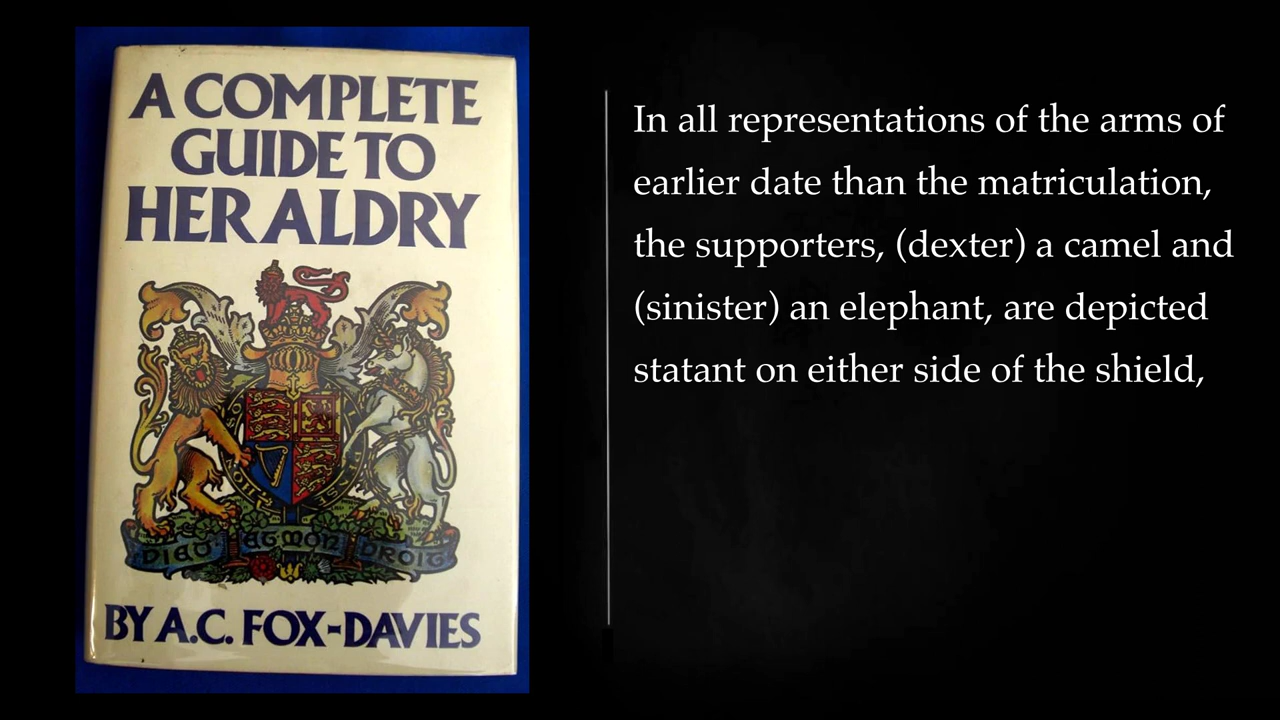 A COMPLETE
GUIDE TO
HERALDRY
DIEU ET MON DROIT
BY A.C. FOX-DAVIES
In all representations of the arms of
earlier date than the matriculation,
the supporters, (dexter) a camel and
(sinister) an elephant, are depicted
statant on either side of the shield,